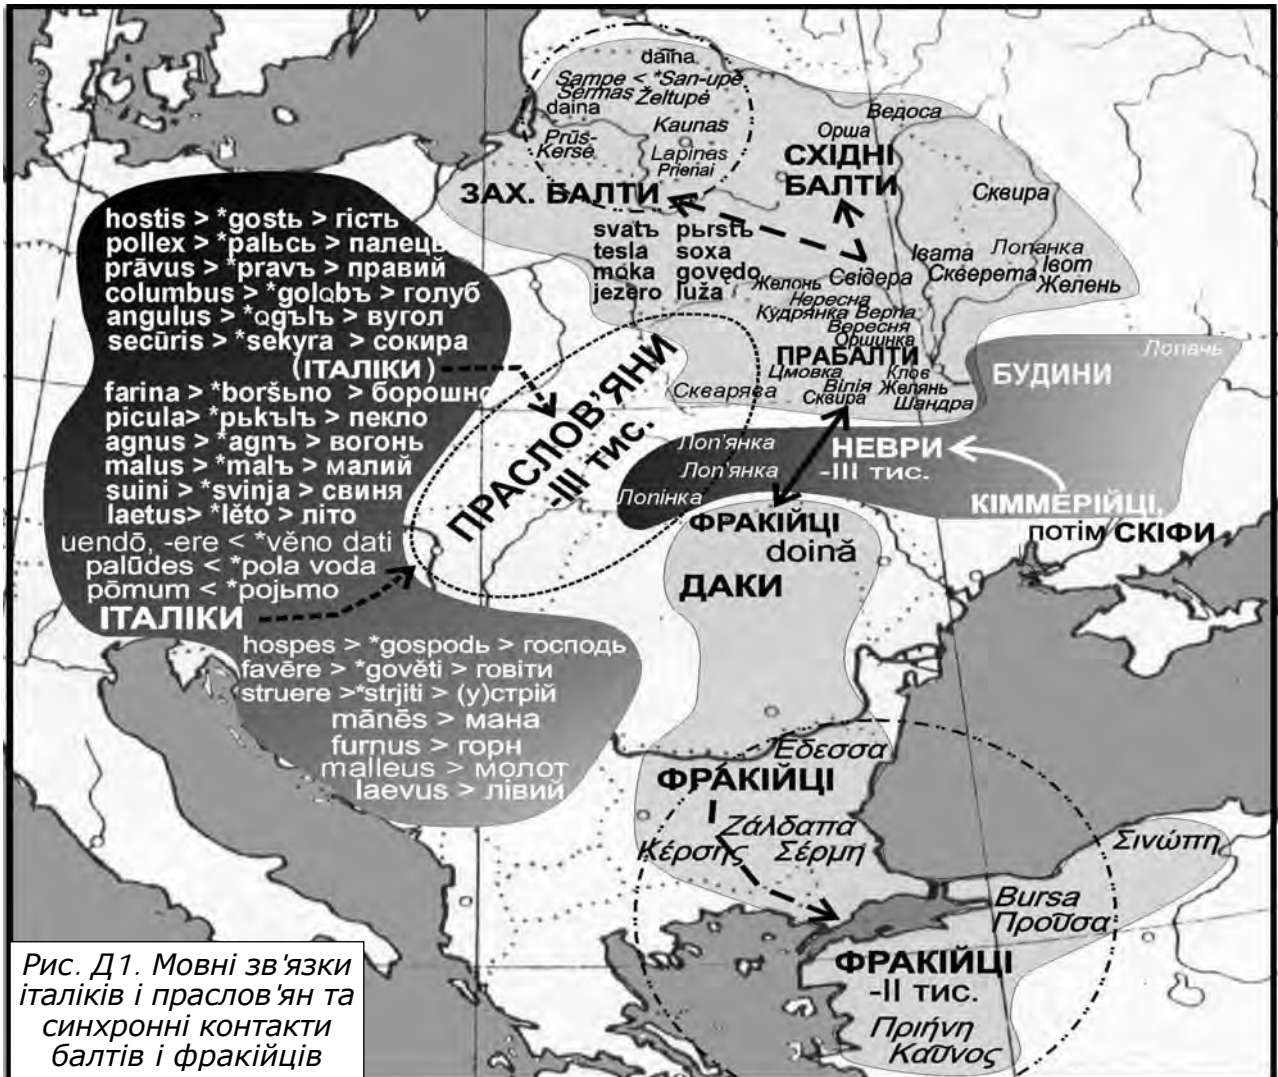 daina
Sampe < *San-upė
Sermas Želtupė
daina
Kaunas
Prūs-
Kerse
Lapinas
Prienai
ЗАХ. БАЛТИ
Ведоса
Орша
СХІДНІ
БАЛТИ
Сквира
svatъ pьrstъ
tesla soxa
moka govędo
jezero luža
Івата Лопанка
Скверета Івот
Желень
Желонь Свідера
Нересна
Кудрянка Верпа
Вересня
Оршинка
ПРАБАЛТИ
Цмовка Клов
Вілія Желянь
Сквира Шандра
Скварява
hostis > *gostь > гість
pollex > *palьcь > палець
prāvus > *pravъ > правий
columbus > *golǫbъ > голуб
angulus > *ǫgъlъ > вугол
secūris > *sekyra > сокира
(ІТАЛІКИ)
farina > *boršьno > борошно
picula> *pьkъlъ > пекло
agnus > *agnъ > вогонь
malus > *malъ > малий
suini > *svinja > свиня
laetus> *lěto > літо
uendō, -ere < *věno dati
palūdes < *pola voda
pōmum < *pojьmo
ІТАЛІКИ
hospes > *gospodь > господь
favēre > *gověti > говіти
struere >*strjiti > (у)стрій
mānēs > мана
furnus > горн
malleus > молот
laevus > лівий
ПРАСЛОВ'ЯНИ
-III тис.
Лопань
БУДИНИ
Лоп'янка
Лоп'янка
Лопінка
НЕВРИ
-III тис.
КІММЕРІЙЦІ,
потім СКІФИ
ФРАКІЙЦІ
doină
ДАКИ
Εδεσσα
ФРАКІЙЦІ
Ζάλδαπα
Κέρσης Σέρμη
Σινώπη
Bursa
Προῦσα
ФРАКІЙЦІ
-II тис.
Πριήνη
Καῦνος
Рис. Д1. Мовні зв'язки
італіків і праслов'ян та
синхронні контакти
балтів і фракійців